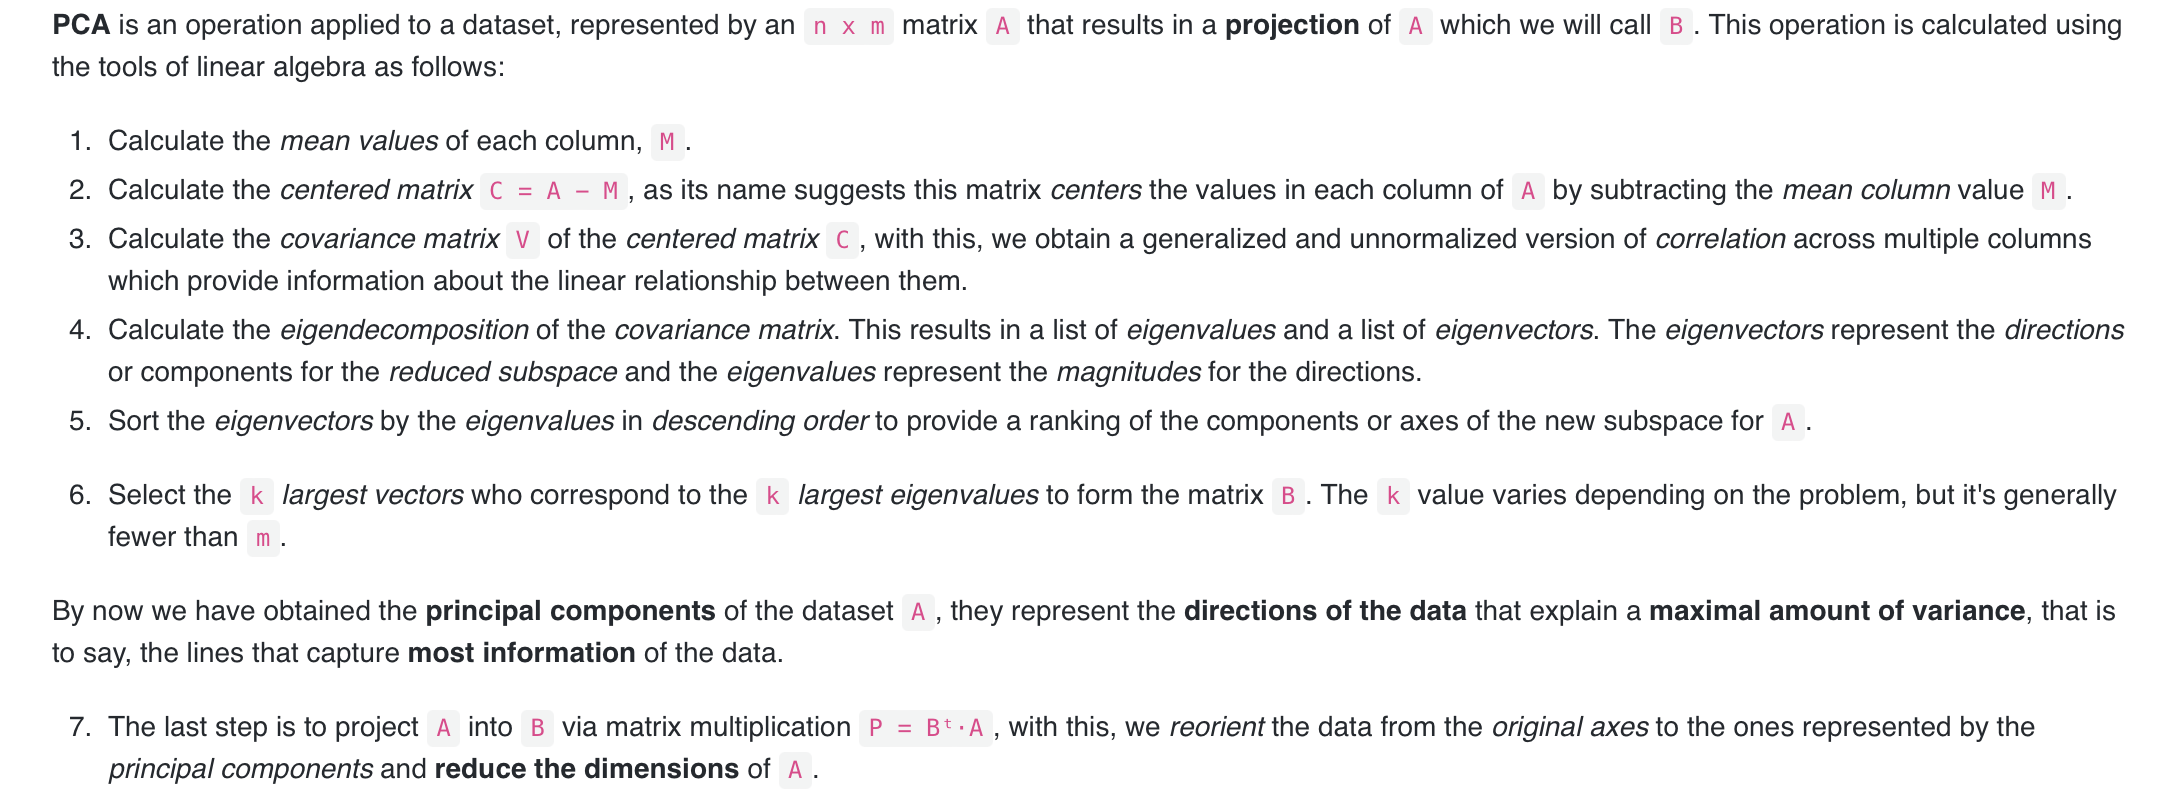 PCA is an operation applied to a dataset, represented by an n x m matrix A that results in a projection of A which we will call B. This operation is calculated using
the tools of linear algebra as follows:
1. Calculate the mean values of each column, M.
2. Calculate the centered matrix C = A − M, as its name suggests this matrix centers the values in each column of A by subtracting the mean column value M.
3. Calculate the covariance matrix V of the centered matrix C, with this, we obtain a generalized and unnormalized version of correlation across multiple columns
which provide information about the linear relationship between them.
4. Calculate the eigendecomposition of the covariance matrix. This results in a list of eigenvalues and a list of eigenvectors. The eigenvectors represent the directions
or components for the reduced subspace and the eigenvalues represent the magnitudes for the directions.
5. Sort the eigenvectors by the eigenvalues in descending order to provide a ranking of the components or axes of the new subspace for A.
6. Select the k largest vectors who correspond to the k largest eigenvalues to form the matrix B. The k value varies depending on the problem, but it's generally
fewer than m.
By now we have obtained the principal components of the dataset A, they represent the directions of the data that explain a maximal amount of variance, that is
to say, the lines that capture most information of the data.
7. The last step is to project A into B via matrix multiplication P = Bᵗ·A, with this, we reorient the data from the original axes to the ones represented by the
principal components and reduce the dimensions of A.